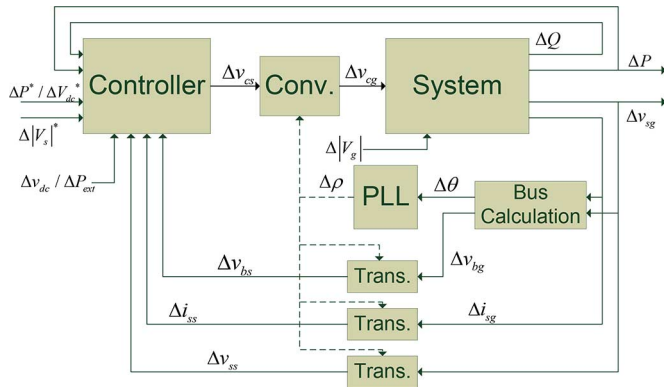 ΔQ
ΔP
Controller
Δv_cs
Conv.
Δv_cg
System
ΔP* / ΔV_dc*
Δ|V_s|*
Δv_sg
Δ|V_g|
Δv_dc / ΔP_ext
Δρ
PLL
Δθ
Bus
Calculation
Δv_bs
Trans.
Δv_bg
Δi_ss
Trans.
Δi_sg
Δv_ss
Trans.